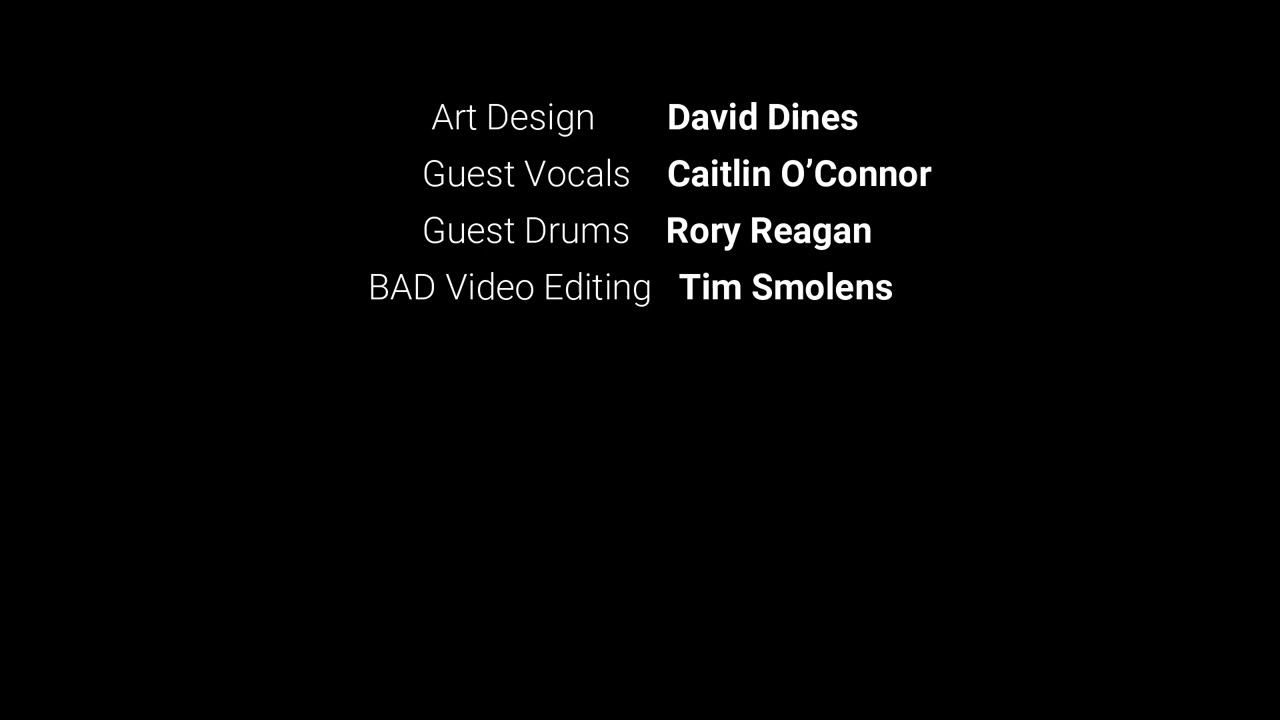 Art Design David Dines
Guest Vocals Caitlin O’Connor
Guest Drums Rory Reagan
BAD Video Editing Tim Smolens